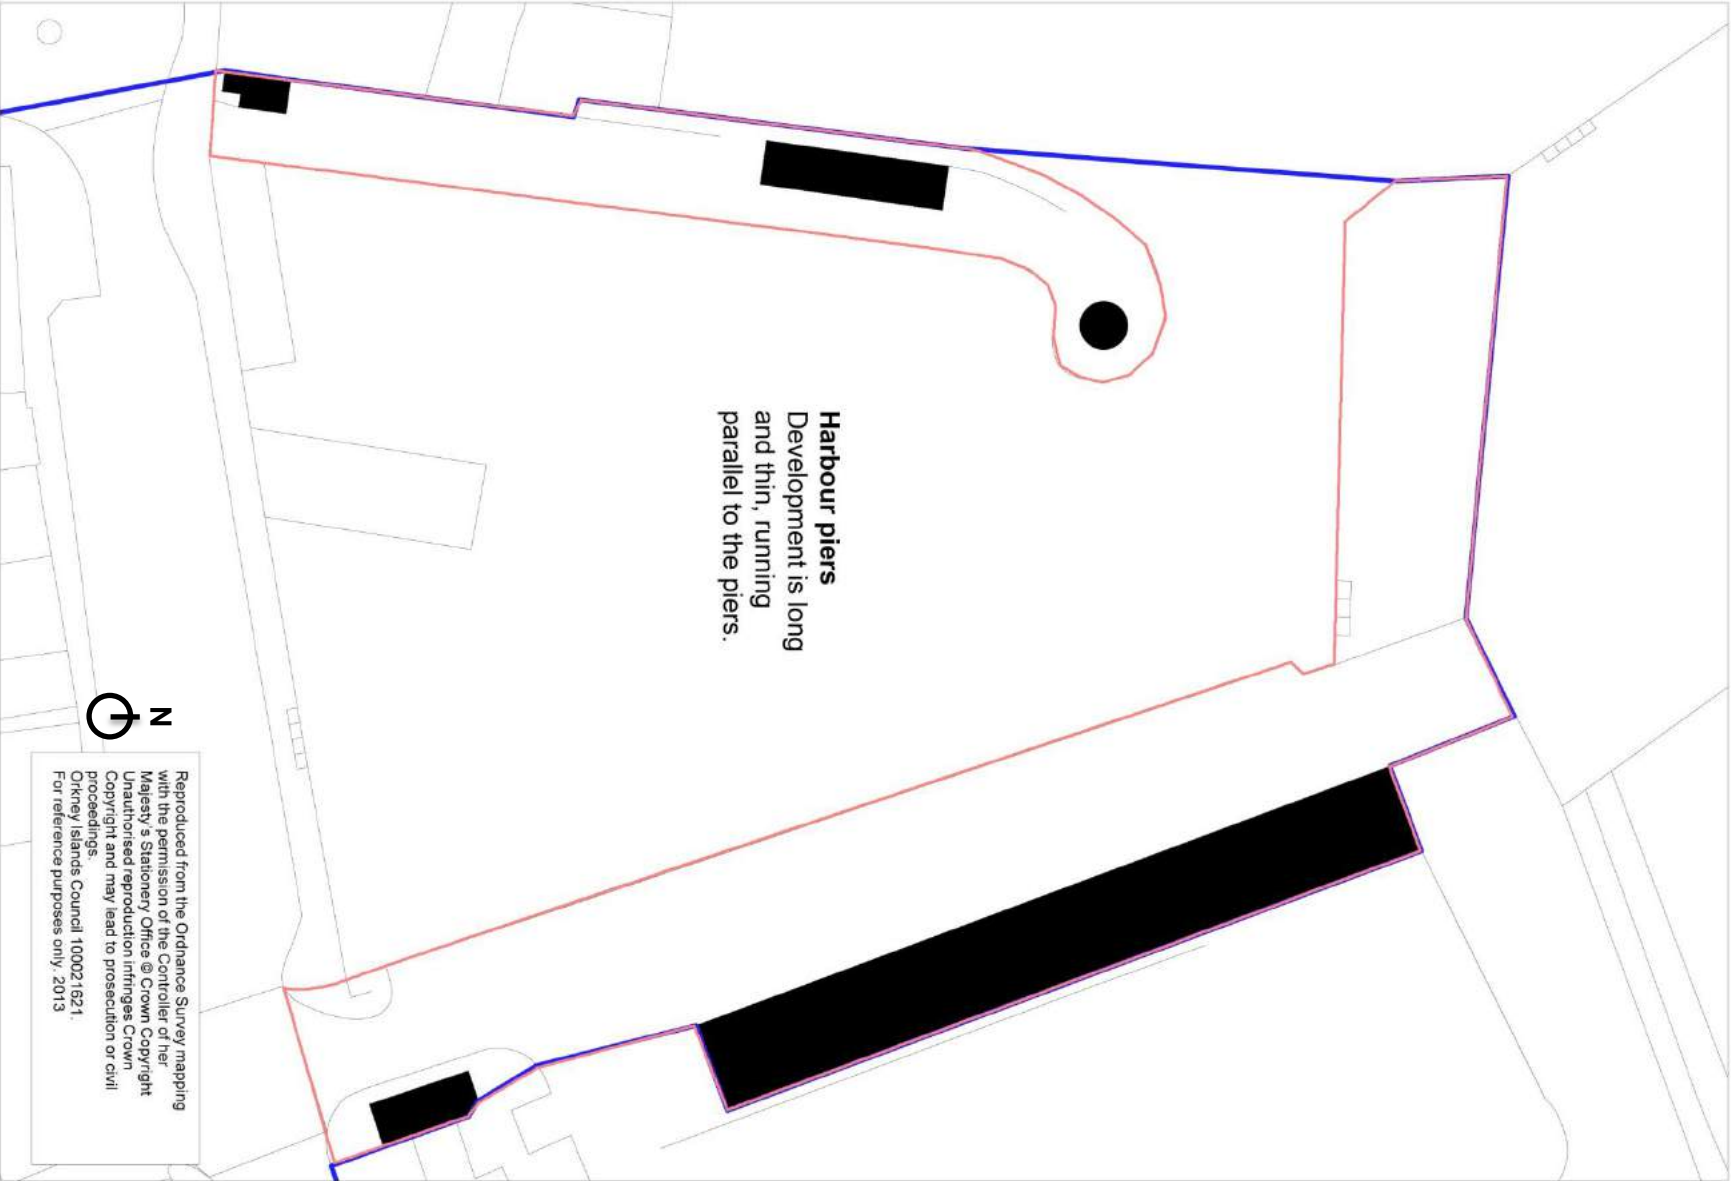 Harbour piers
Development is long
and thin, running
parallel to the piers.
N
Reproduced from the Ordnance Survey mapping
with the permission of the Controller of her
Majesty's Stationery Office © Crown Copyright
Unauthorised reproduction infringes Crown
Copyright and may lead to prosecution or civil
proceedings.
Orkney Islands Council 100021621.
For reference purposes only. 2013